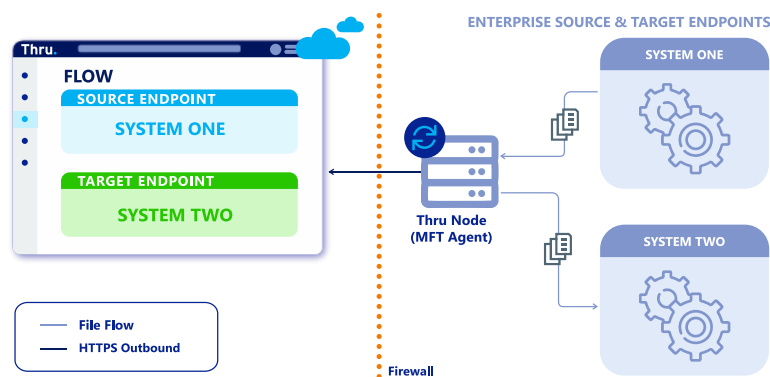 ENTERPRISE SOURCE & TARGET ENDPOINTS
Thru.
FLOW
SOURCE ENDPOINT
SYSTEM ONE
TARGET ENDPOINT
SYSTEM TWO
Thru Node
(MFT Agent)
SYSTEM ONE
SYSTEM TWO
File Flow
HTTPS Outbound
Firewall